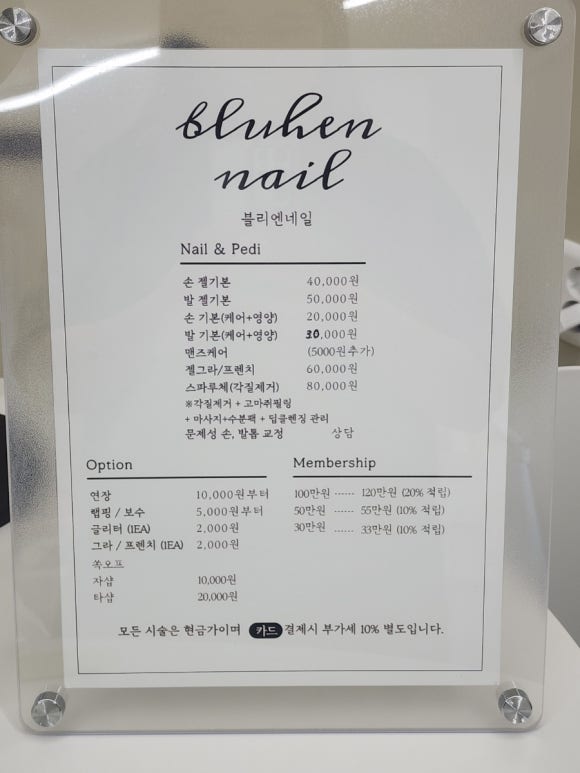 bluhen
nail
블리엔네일
Nail & Pedi
손 젤기본 40,000원
발 젤기본 50,000원
손 기본(케어+영양) 20,000원
발 기본(케어+영양) 30,000원
맨즈케어 (5000원추가)
젤그라/프렌치 60,000원
스파루체(각질제거) 80,000원
※각질제거 + 고마쥐필링
+ 마사지+수분팩 + 딥클렌징 관리
문제성 손, 발톱 교정 상담
Option
연장 10,000원부터
랩핑 / 보수 5,000원부터
글리터 (1EA) 2,000원
그라 / 프렌치 (1EA) 2,000원
쏙오프
자샵 10,000원
타샵 20,000원
Membership
100만원 ...... 120만원 (20% 적립)
50만원 ...... 55만원 (10% 적립)
30만원 ...... 33만원 (10% 적립)
모든 시술은 현금가이며 카드 결제시 부가세 10% 별도입니다.